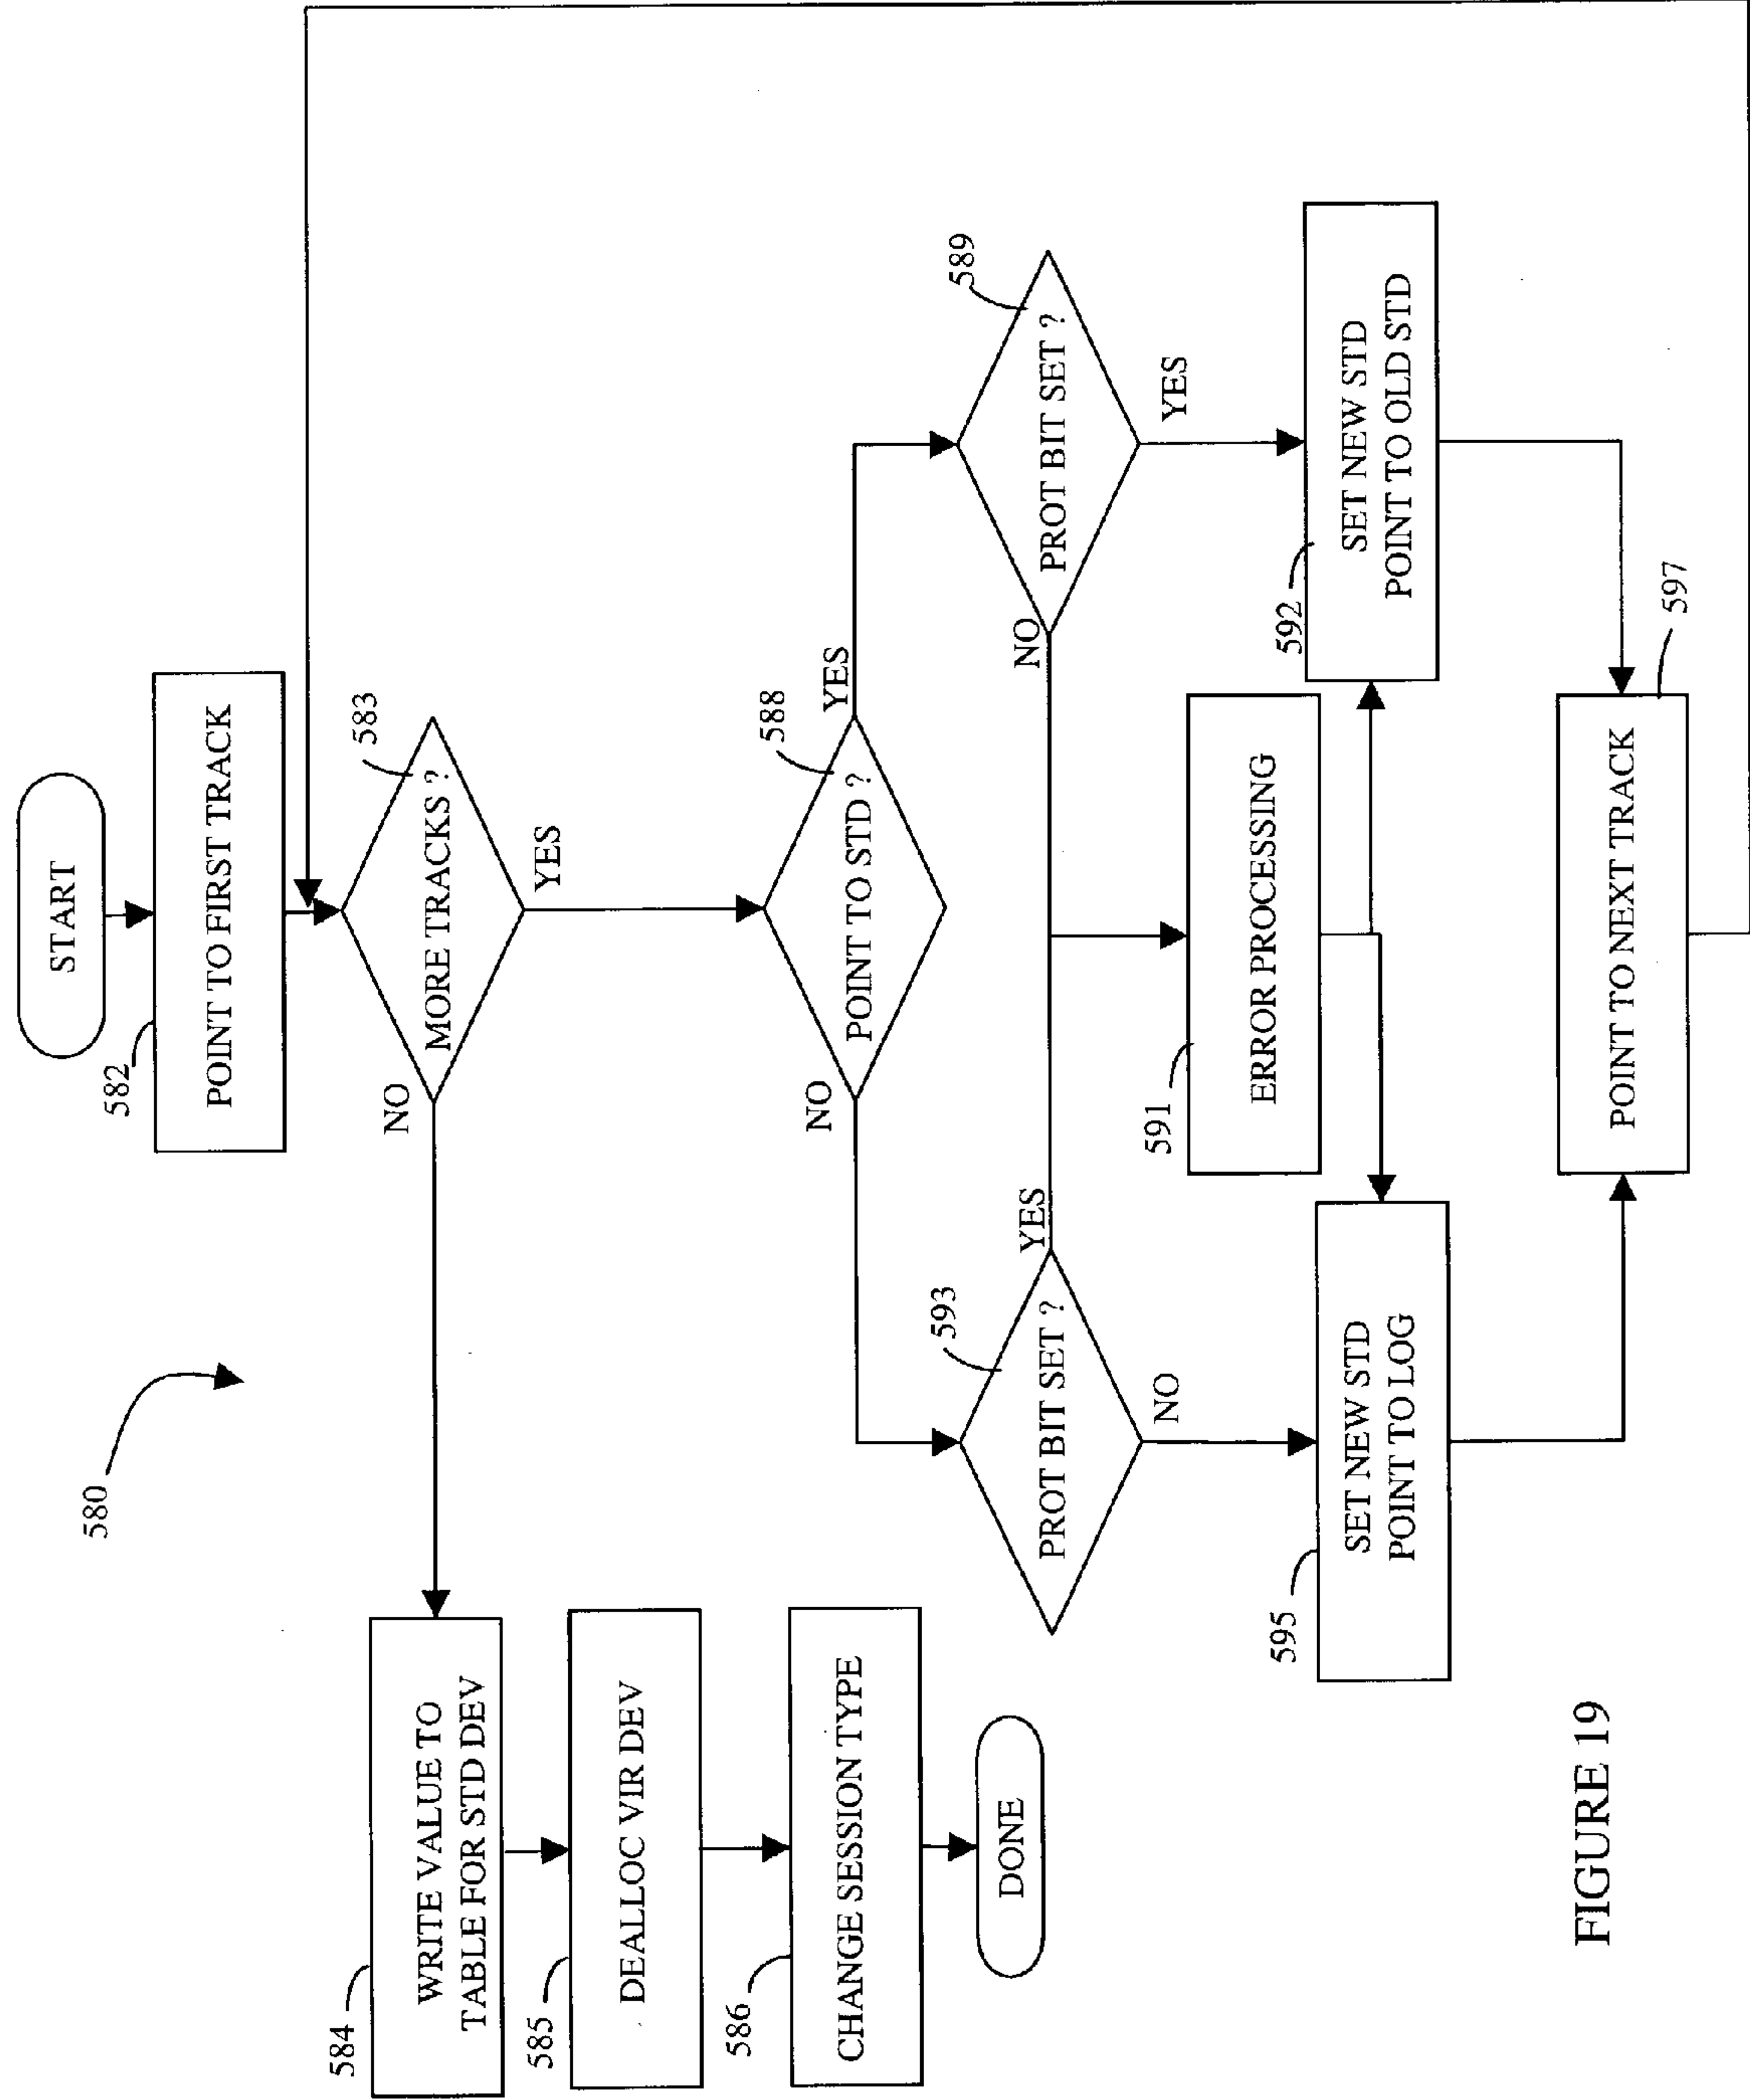 580
START
582
POINT TO FIRST TRACK
583
MORE TRACKS ?
NO
YES
584
WRITE VALUE TO
TABLE FOR STD DEV
585
DEALLOC VIR DEV
586
CHANGE SESSION TYPE
DONE
588
POINT TO STD ?
NO
YES
593
PROT BIT SET ?
YES
NO
589
PROT BIT SET ?
NO
YES
591
ERROR PROCESSING
595
SET NEW STD
POINT TO LOG
592
SET NEW STD
POINT TO OLD STD
597
POINT TO NEXT TRACK
FIGURE 19